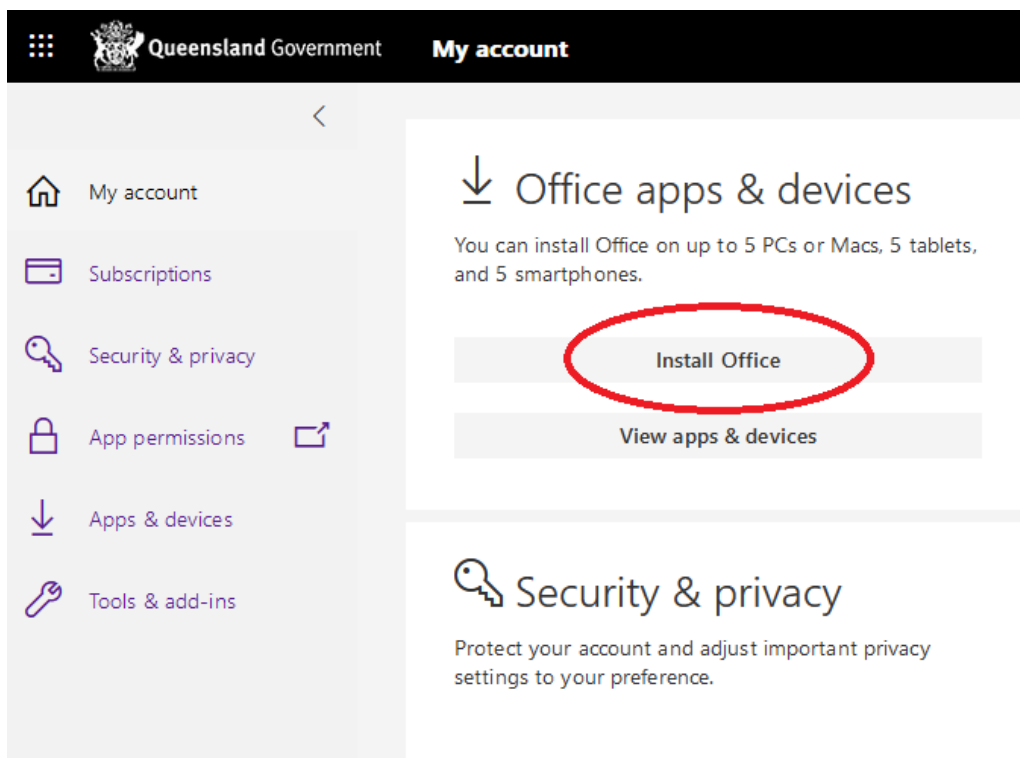 Queensland Government
My account
My account
Subscriptions
Security & privacy
App permissions
Apps & devices
Tools & add-ins
Office apps & devices
You can install Office on up to 5 PCs or Macs, 5 tablets,
and 5 smartphones.
Install Office
View apps & devices
Security & privacy
Protect your account and adjust important privacy
settings to your preference.